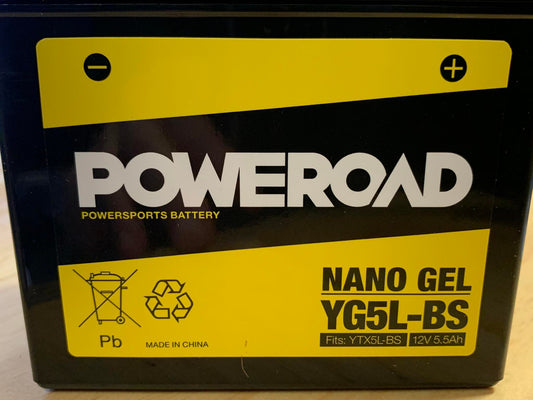 - +
POWEROAD
POWERSPORTS BATTERY
NANO GEL
YG5L-BS
Fits: YTX5L-BS 12V 5.5Ah
Pb
MADE IN CHINA